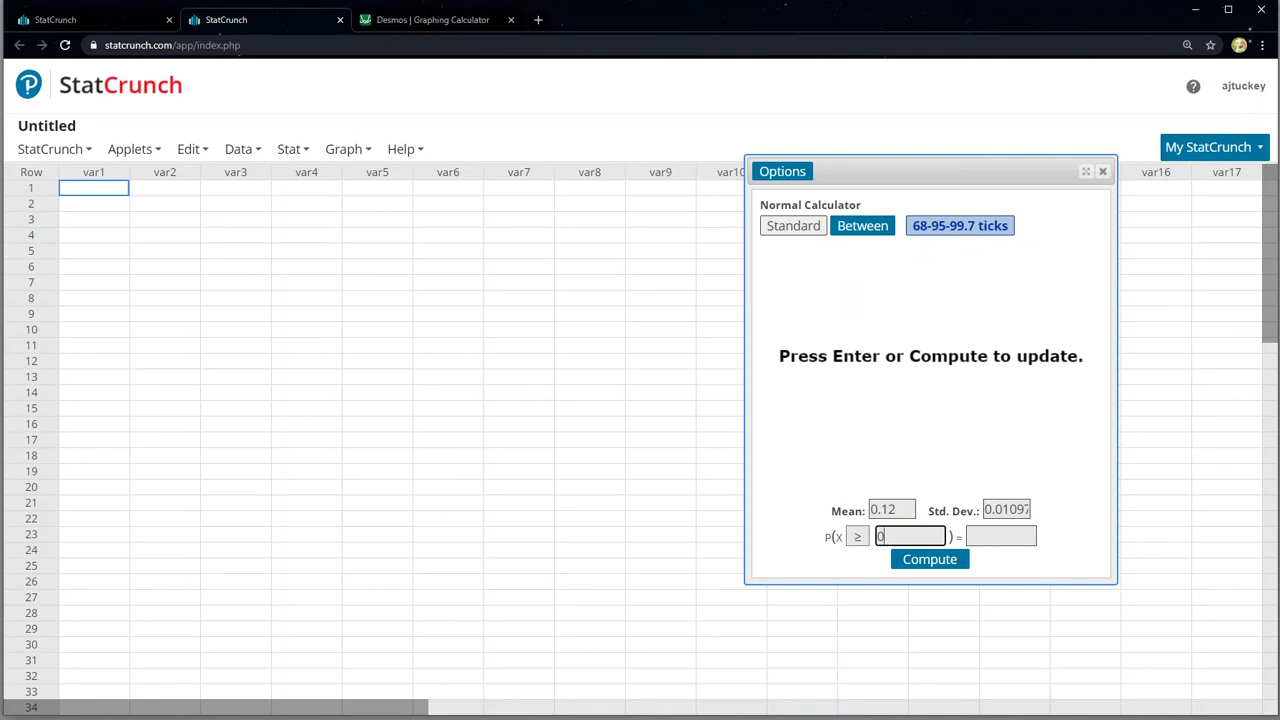 StatCrunch
StatCrunch
Desmos | Graphing Calculator
statcrunch.com/app/index.php
StatCrunch
ajtuckey
Untitled
StatCrunch Applets Edit Data Stat Graph Help
My StatCrunch
Row var1 var2 var3 var4 var5 var6 var7 var8 var9 var10 var16 var17
1
2
3
4
5
6
7
8
9
10
11
12
13
14
15
16
17
18
19
20
21
22
23
24
25
26
27
28
29
30
31
32
33
34
Options
Normal Calculator
Standard Between 68-95-99.7 ticks
Press Enter or Compute to update.
Mean: 0.12 Std. Dev.: 0.01097
P(X ≥ 0 ) =
Compute